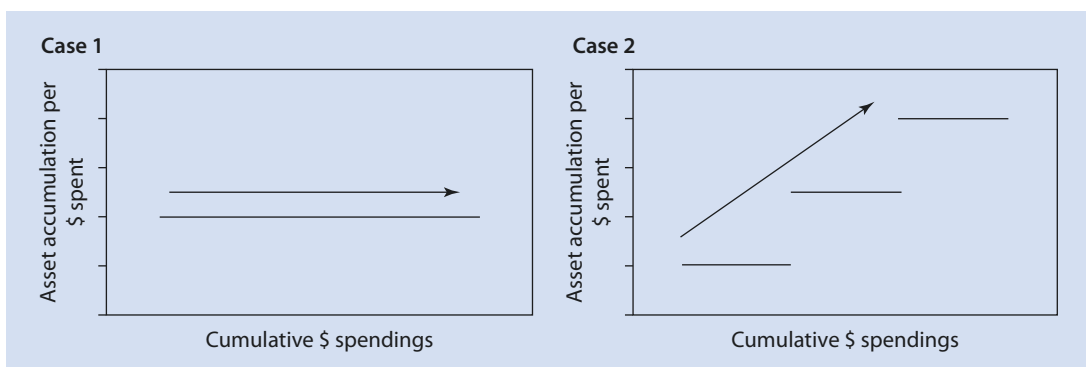 Case 1
Asset accumulation per
$ spent
Cumulative $ spendings
Case 2
Asset accumulation per
$ spent
Cumulative $ spendings